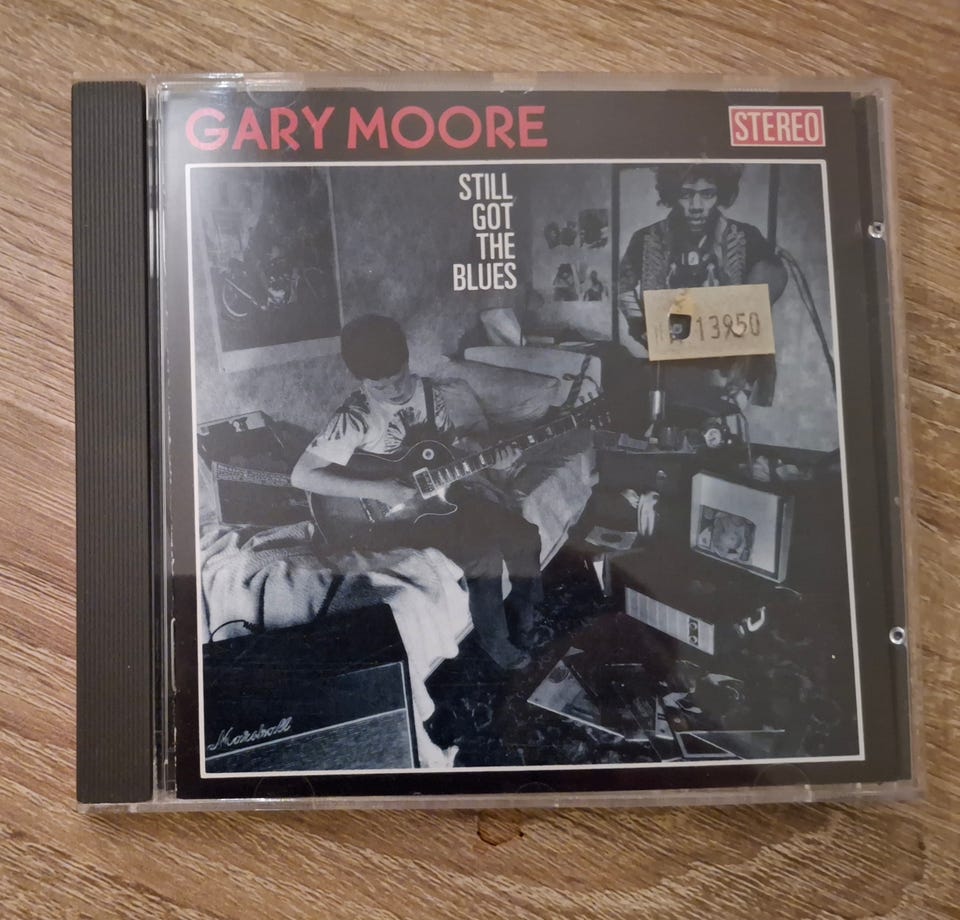 GARY MOORE
STEREO
STILL
GOT
THE
BLUES
13950
Marshall